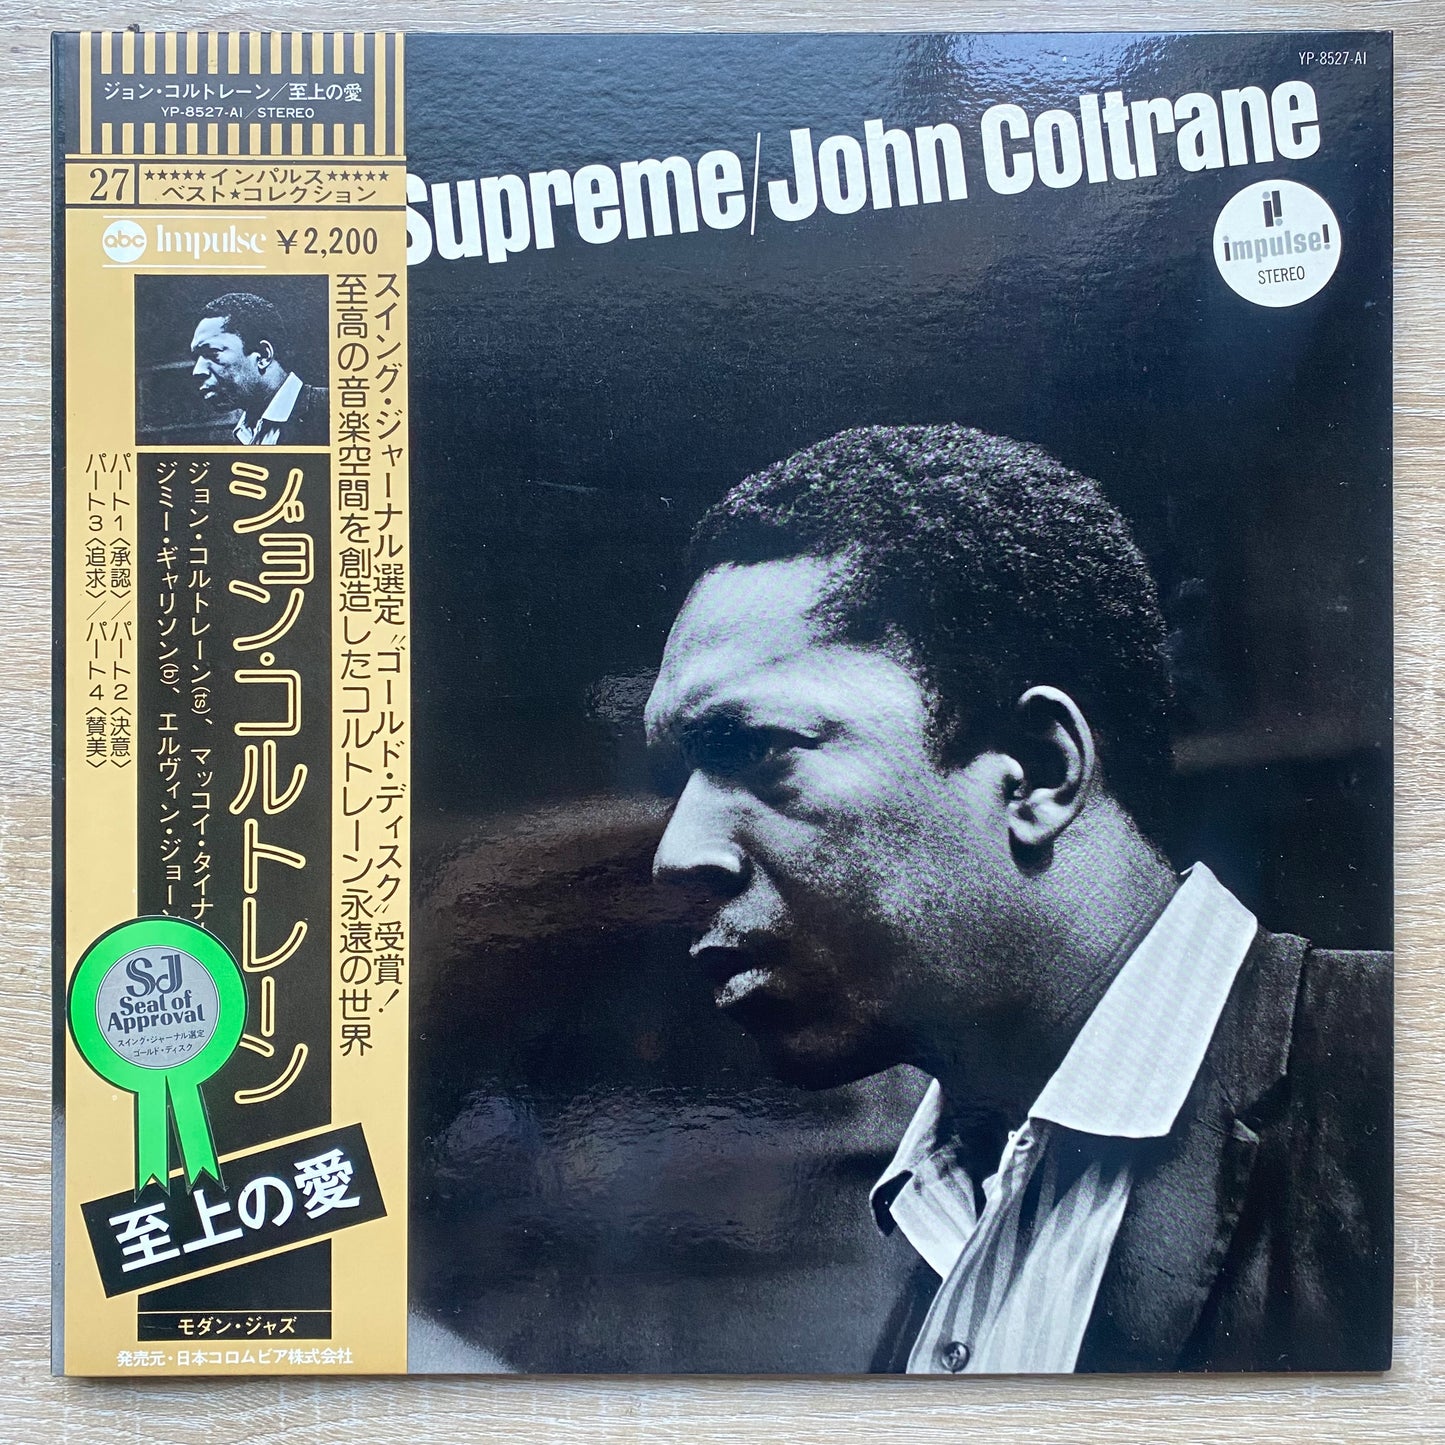 ジョン・コルトレーン／至上の愛
YP-8527-AI／STEREO
27
★★★★★インパルス★★★★★
ベスト★コレクション
abc Impulse ¥2,200
スイング・ジャーナル選定“ゴールド・ディスク”受賞！
至高の音楽空間を創造したコルトレーン永遠の世界
ジョン・コルトレーン
ジョン・コルトレーン(ts)、マッコイ・タイナ
ジミー・ギャリソン(b)、エルヴィン・ジョーン
パート1〈承認〉／パート2〈決意〉
パート3〈追求〉／パート4〈賛美〉
SJ
Seal of
Approval
スイング・ジャーナル選定
ゴールド・ディスク
至上の愛
モダン・ジャズ
発売元・日本コロムビア株式会社
YP-8527-AI
Supreme/John Coltrane
i!
impulse!
STEREO